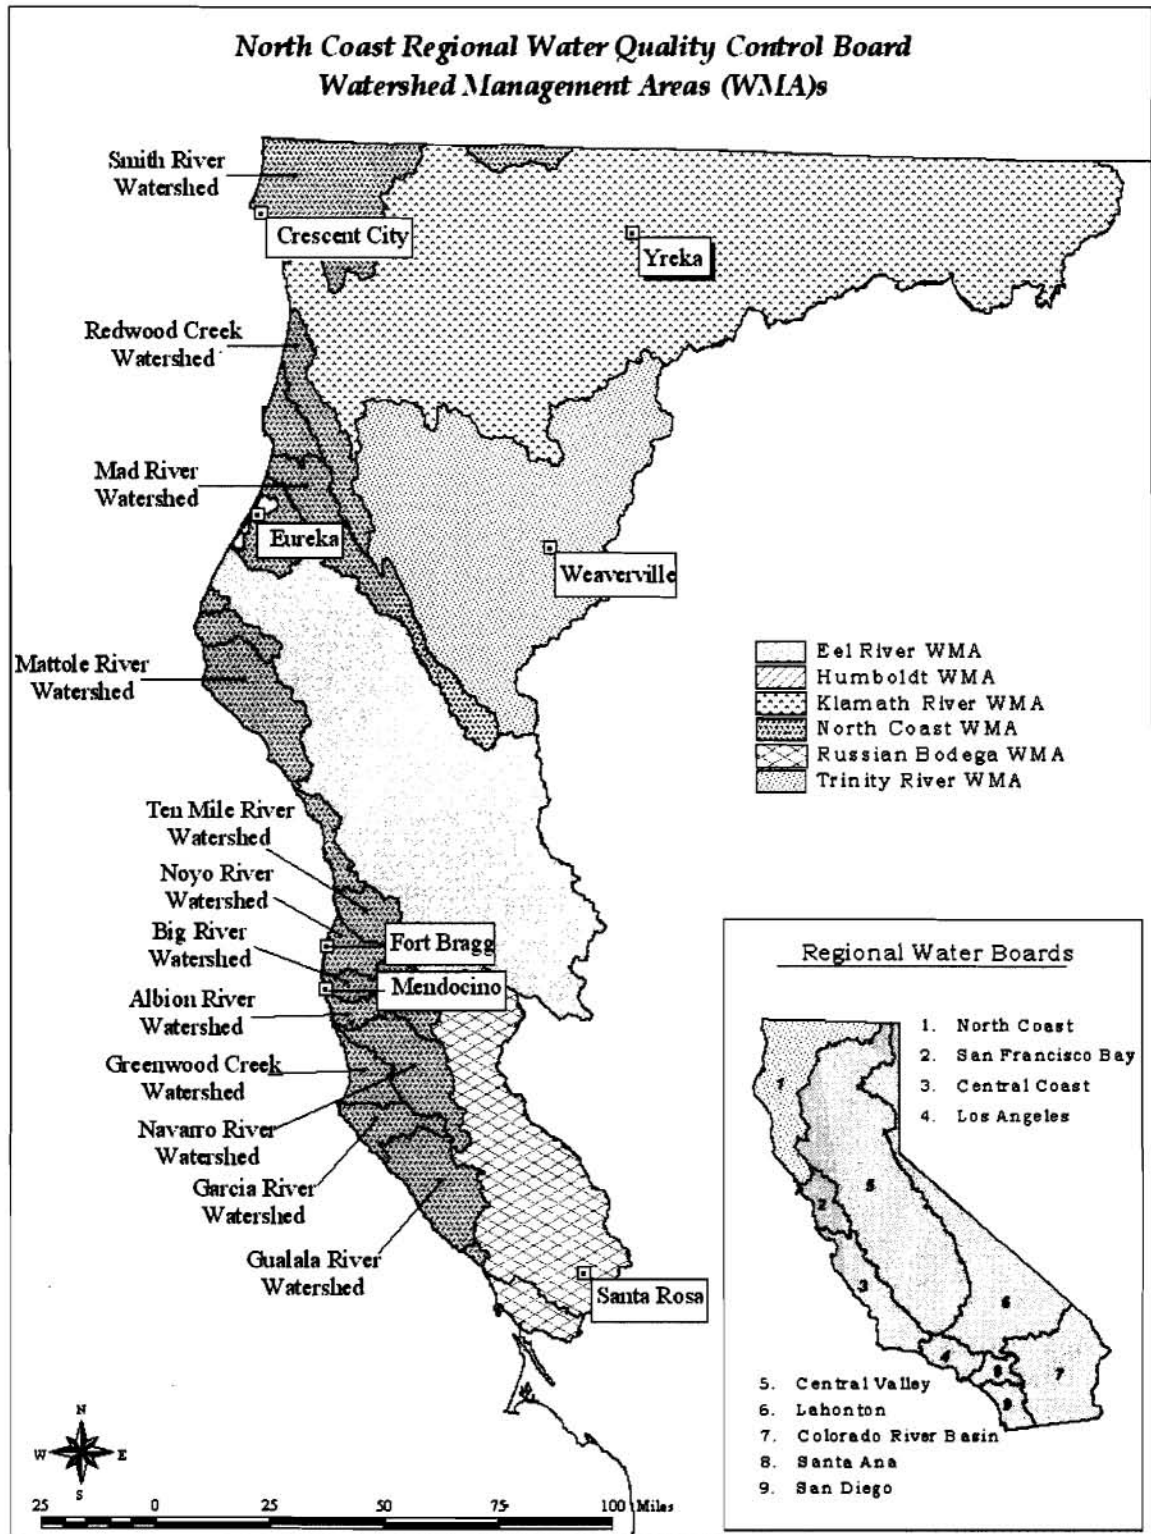 North Coast Regional Water Quality Control Board
Watershed Management Areas (WMA)s
Smith River
Watershed
Crescent City
Yreka
Redwood Creek
Watershed
Mad River
Watershed
Eureka
Weaverville
Mattole River
Watershed
Eel River WMA
Humboldt WMA
Klamath River WMA
North Coast WMA
Russian Bodega WMA
Trinity River WMA
Ten Mile River
Watershed
Noyo River
Watershed
Fort Bragg
Big River
Watershed
Mendocino
Albion River
Watershed
Greenwood Creek
Watershed
Navarro River
Watershed
Garcia River
Watershed
Gualala River
Watershed
Santa Rosa
Regional Water Boards
1. North Coast
2. San Francisco Bay
3. Central Coast
4. Los Angeles
1
2
5
3
6
4
8
7
9
5. Central Valley
6. Lahonton
7. Colorado River Basin
8. Santa Ana
9. San Diego
N
W E
S
25 0 25 50 75 100 Miles